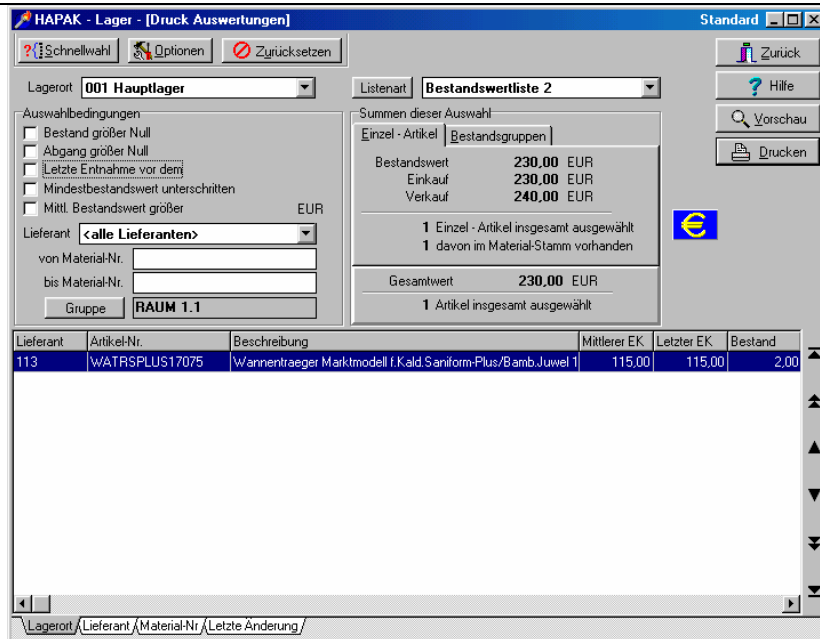 HAPAK - Lager - [Druck Auswertungen] Standard
Schnellwahl Optionen Zurücksetzen
Zurück
Hilfe
Vorschau
Drucken
Lagerort 001 Hauptlager
Listenart Bestandswertliste 2
Auswahlbedingungen
Bestand größer Null
Abgang größer Null
Letzte Entnahme vor dem
Mindestbestandswert unterschritten
Mittl. Bestandswert größer EUR
Lieferant <alle Lieferanten>
von Material-Nr.
bis Material-Nr.
Gruppe RAUM 1.1
Summen dieser Auswahl
Einzel - Artikel Bestandsgruppen
Bestandswert 230,00 EUR
Einkauf 230,00 EUR
Verkauf 240,00 EUR
1 Einzel - Artikel insgesamt ausgewählt
1 davon im Material-Stamm vorhanden
Gesamtwert 230,00 EUR
1 Artikel insgesamt ausgewählt
€
Lieferant Artikel-Nr. Beschreibung Mittlerer EK Letzter EK Bestand
113 WATRSPLUS17075 Wannentraeger Marktmodell f.Kald.Saniform-Plus/Bamb.Juwel 1 115,00 115,00 2,00
Lagerort Lieferant Material-Nr Letzte Änderung